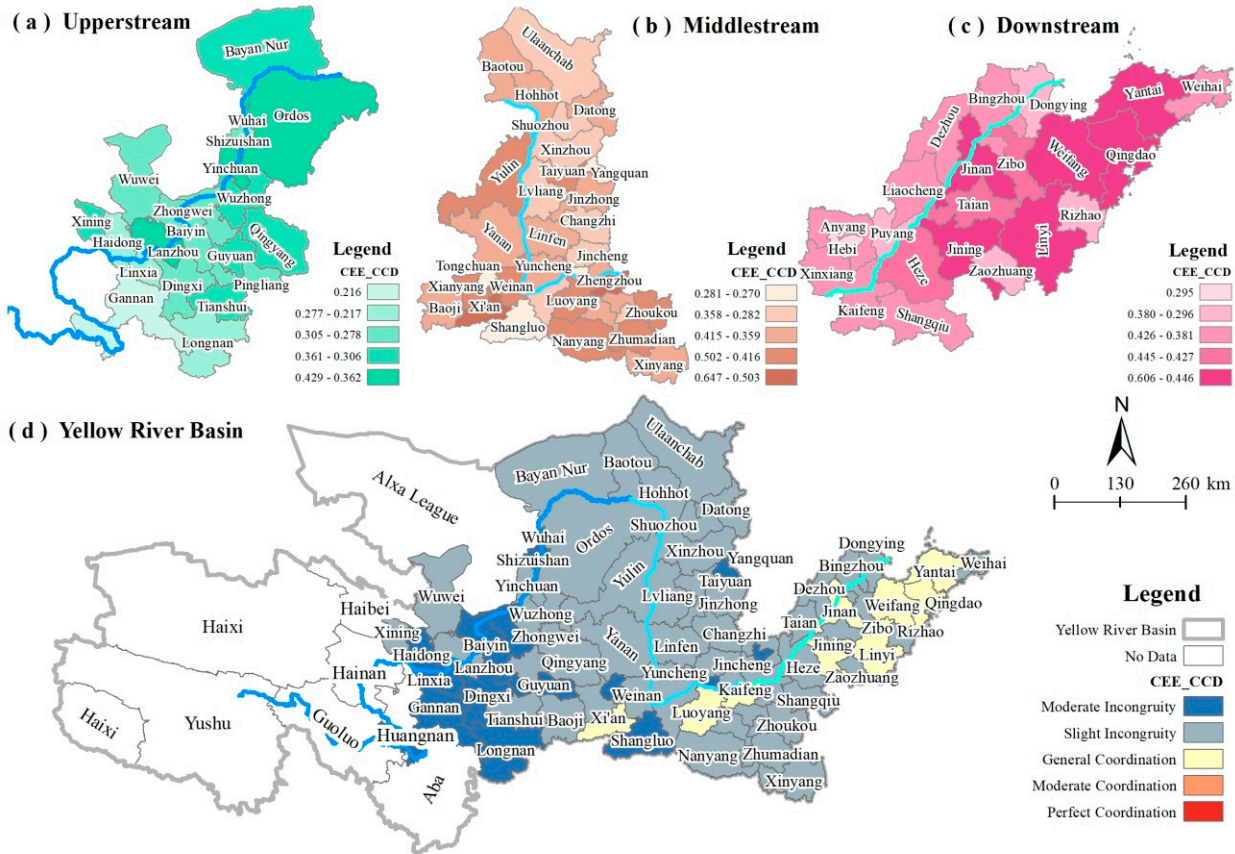 ( a ) Upperstream
Bayan Nur
Ordos
Wuhai
Shizuishan
Yinchuan
Wuwei
Wuzhong
Zhongwei
Xining
Baiyin
Qingyang
Haidong
Lanzhou
Guyuan
Linxia
Dingxi
Pingliang
Gannan
Tianshui
Longnan
Legend
CEE_CCD
0.216
0.277 - 0.217
0.305 - 0.278
0.361 - 0.306
0.429 - 0.362
( b ) Middlestream
Ulaanchab
Baotou
Hohhot
Datong
Shuozhou
Xinzhou
Yulin
Taiyuan
Yangquan
Lvliang
Jinzhong
Changzhi
Yanan
Linfen
Jincheng
Tongchuan
Yuncheng
Zhengzhou
Xianyang
Weinan
Baoji
Xi'an
Luoyang
Zhoukou
Shangluo
Nanyang
Zhumadian
Xinyang
Legend
CEE_CCD
0.281 - 0.270
0.358 - 0.282
0.415 - 0.359
0.502 - 0.416
0.647 - 0.503
( c ) Downstream
Yantai
Weihai
Bingzhou
Dongying
Dezhou
Weifang
Qingdao
Jinan
Zibo
Liaocheng
Taian
Rizhao
Anyang
Puyang
Linyi
Hebi
Jining
Xinxiang
Heze
Zaozhuang
Kaifeng
Shangqiu
Legend
CEE_CCD
0.295
0.380 - 0.296
0.426 - 0.381
0.445 - 0.427
0.606 - 0.446
( d ) Yellow River Basin
Alxa League
Bayan Nur
Baotou
Ulaanchab
Hohhot
Datong
Shuozhou
Ordos
Wuhai
Shizuishan
Xinzhou
Yangquan
Yulin
Taiyuan
Yinchuan
Lvliang
Jinzhong
Wuwei
Wuzhong
Haibei
Xining
Baiyin
Zhongwei
Changzhi
Haixi
Haidong
Lanzhou
Qingyang
Yanan
Linfen
Hainan
Linxia
Guyuan
Yuncheng
Jincheng
Gannan
Dingxi
Weinan
Kaifeng
Haixi
Yushu
Guoluo
Huangnan
Tianshui
Baoji
Xi'an
Luoyang
Shangqiu
Longnan
Shangluo
Zhoukou
Aba
Nanyang
Zhumadian
Xinyang
Dongying
Bingzhou
Yantai
Weihai
Dezhou
Jinan
Weifang
Qingdao
Taian
Zibo
Rizhao
Jining
Linyi
Heze
Zaozhuang
N
0 130 260 km
Legend
Yellow River Basin
No Data
CEE_CCD
Moderate Incongruity
Slight Incongruity
General Coordination
Moderate Coordination
Perfect Coordination